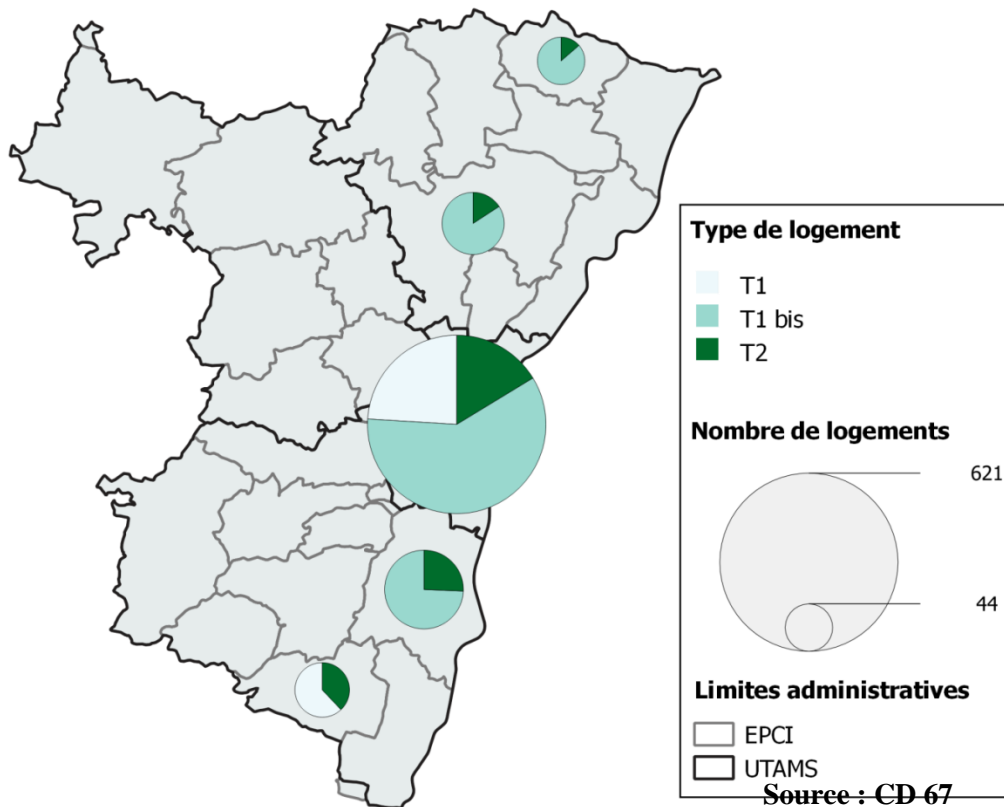 Type de logement
T1
T1 bis
T2
Nombre de logements
621
44
Limites administratives
EPCI
UTAMS
Source : CD 67